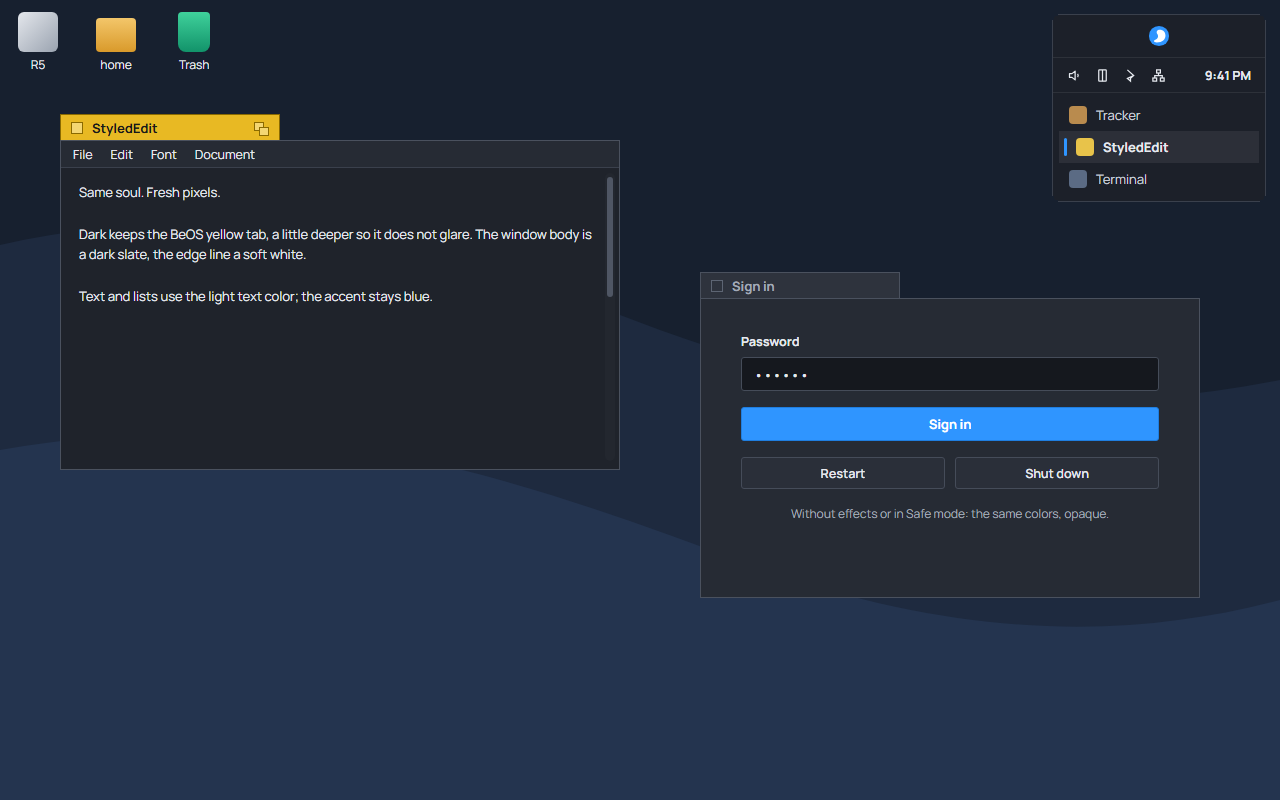 R5
home
Trash
9:41 PM
Tracker
StyledEdit
Terminal
StyledEdit
File Edit Font Document
Same soul. Fresh pixels.
Dark keeps the BeOS yellow tab, a little deeper so it does not glare. The window body is
a dark slate, the edge line a soft white.
Text and lists use the light text color; the accent stays blue.
Sign in
Password
Sign in
Restart
Shut down
Without effects or in Safe mode: the same colors, opaque.